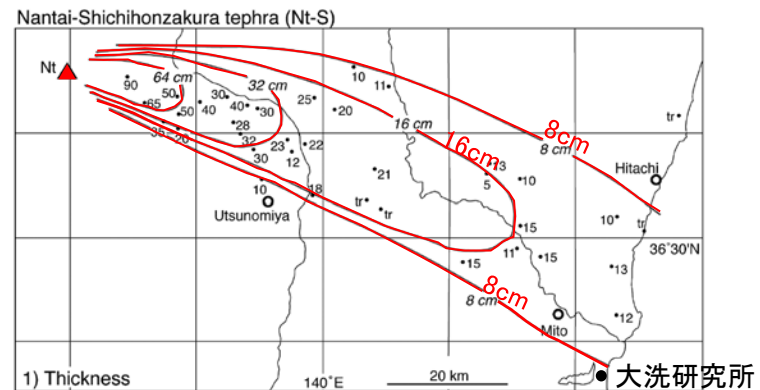 Nantai-Shichihonzakura tephra (Nt-S)
Nt
90
64 cm
65
50
50
40
30
40
30
32 cm
25
20
10
11
16 cm
16cm
8cm
8 cm
tr
Hitachi
35
20
28
32
30
23
12
22
10
18
Utsunomiya
21
tr
tr
13
5
10
15
10
tr
36°30'N
15
11
15
13
12
8cm
8 cm
Mito
1) Thickness
140°E
20 km
大洗研究所